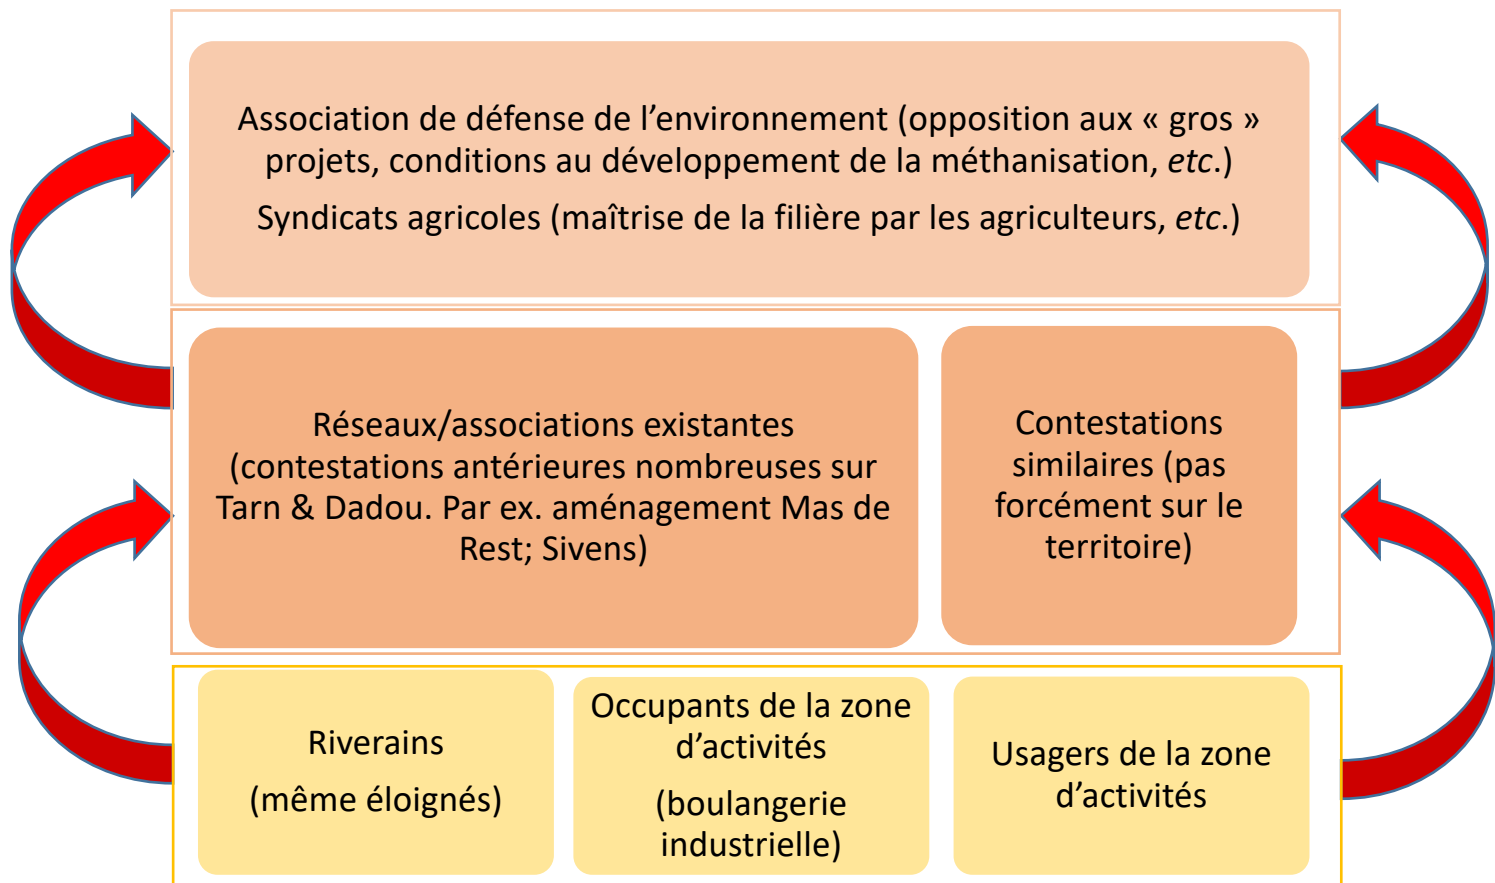 Association de défense de l’environnement (opposition aux « gros »
projets, conditions au développement de la méthanisation, etc.)
Syndicats agricoles (maîtrise de la filière par les agriculteurs, etc.)
Réseaux/associations existantes
(contestations antérieures nombreuses sur
Tarn & Dadou. Par ex. aménagement Mas de
Rest; Sivens)
Contestations
similaires (pas
forcément sur le
territoire)
Riverains
(même éloignés)
Occupants de la zone
d’activités
(boulangerie
industrielle)
Usagers de la zone
d’activités